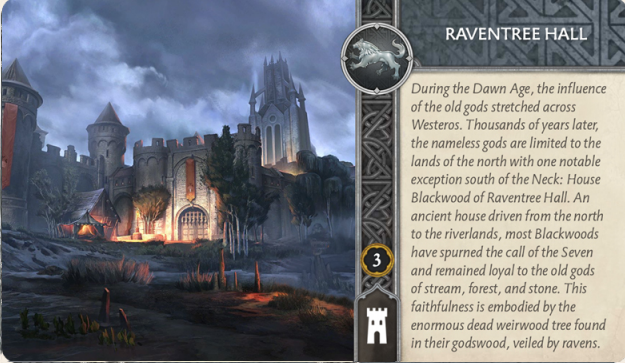 RAVENTREE HALL
During the Dawn Age, the influence
of the old gods stretched across
Westeros. Thousands of years later,
the nameless gods are limited to the
lands of the north with one notable
exception south of the Neck: House
Blackwood of Raventree Hall. An
ancient house driven from the north
to the riverlands, most Blackwoods
have spurned the call of the Seven
and remained loyal to the old gods
of stream, forest, and stone. This
faithfulness is embodied by the
enormous dead weirwood tree found
in their godswood, veiled by ravens.
3